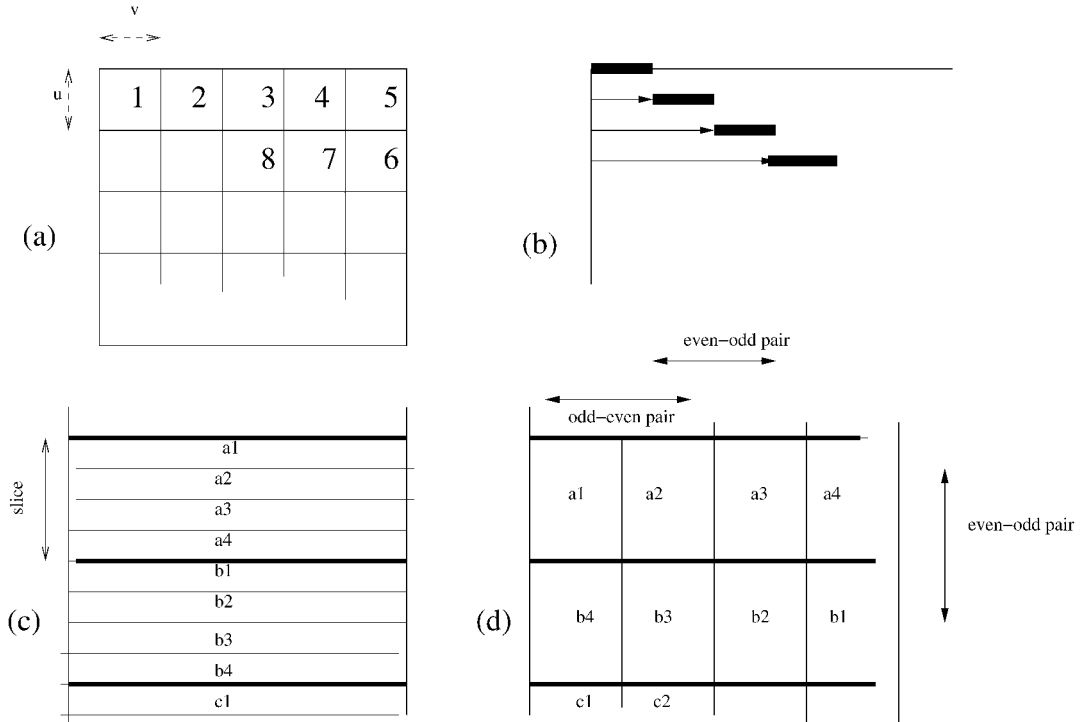 v
u
1 2 3 4 5
8 7 6
(a)
(b)
even-odd pair
odd-even pair
slice
a1
a2
a3
a4
b1
b2
b3
b4
c1
(c)
a1 a2 a3 a4
even-odd pair
b4 b3 b2 b1
(d)
c1 c2